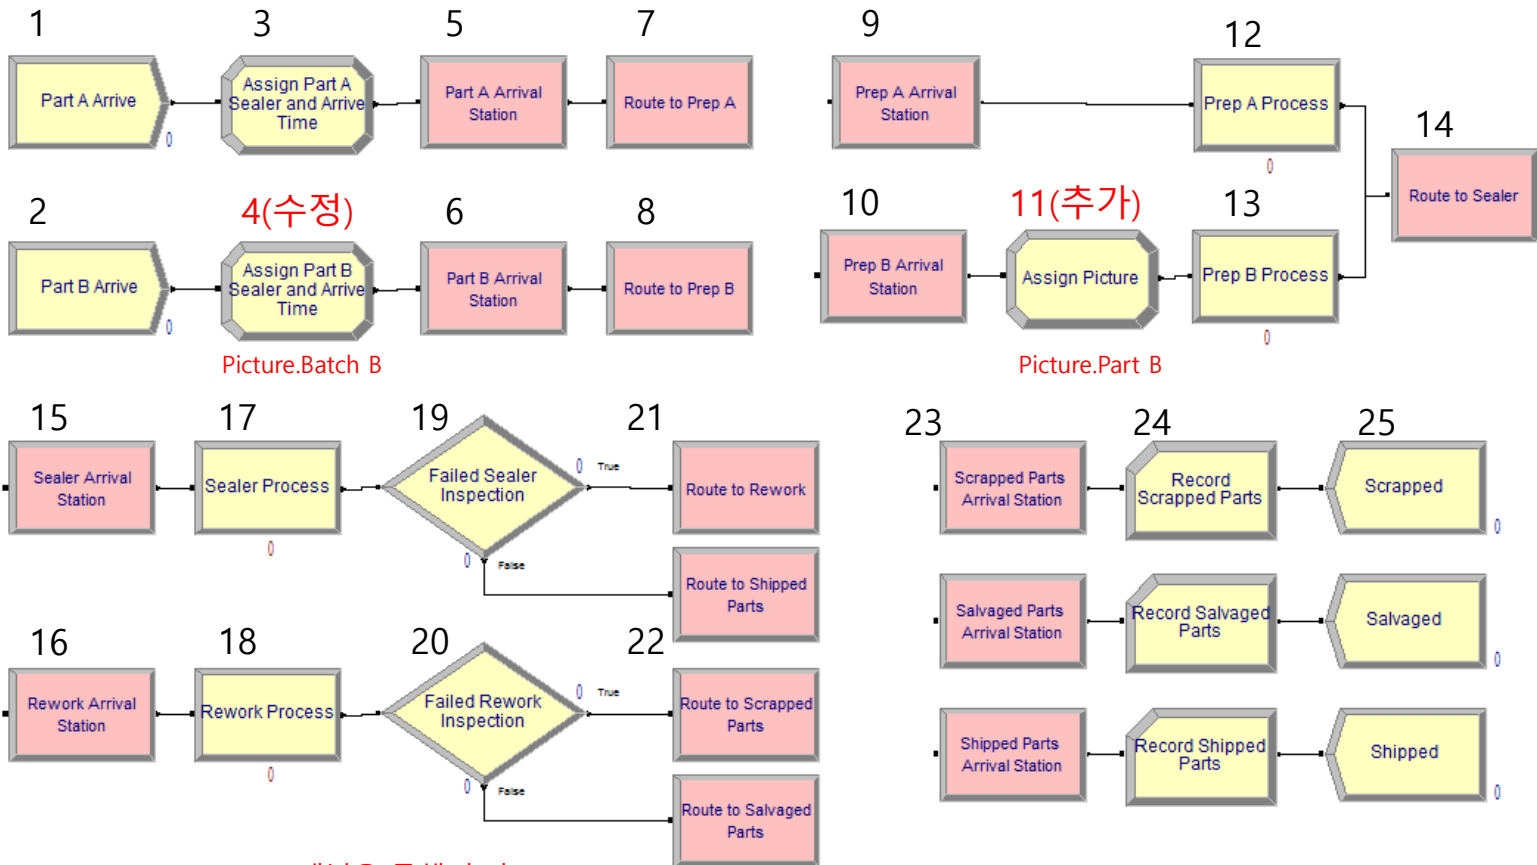 1
3
5
7
9
12
Part A Arrive
0
Assign Part A
Sealer and Arrive
Time
Part A Arrival
Station
Route to Prep A
Prep A Arrival
Station
Prep A Process
0
14
Route to Sealer
2
4(수정)
6
8
10
11(추가)
13
Part B Arrive
0
Assign Part B
Sealer and Arrive
Time
Part B Arrival
Station
Route to Prep B
Prep B Arrival
Station
Assign Picture
Prep B Process
0
Picture.Batch B
Picture.Part B
15
17
19
21
23
24
25
Sealer Arrival
Station
Sealer Process
0
Failed Sealer
Inspection
0
True
0
False
Route to Rework
Route to Shipped
Parts
Scrapped Parts
Arrival Station
Record
Scrapped Parts
Scrapped
0
16
18
20
22
Rework Arrival
Station
Rework Process
0
Failed Rework
Inspection
0
True
0
False
Route to Scrapped
Parts
Route to Salvaged
Parts
Salvaged Parts
Arrival Station
Record Salvaged
Parts
Salvaged
0
Shipped Parts
Arrival Station
Record Shipped
Parts
Shipped
0